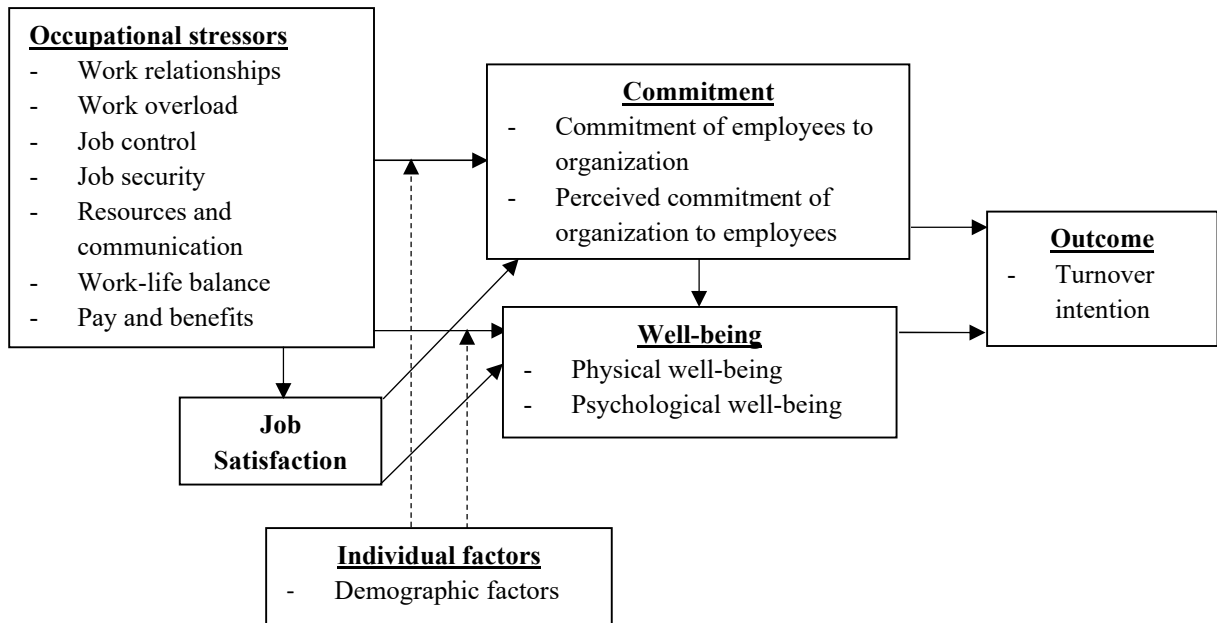 Occupational stressors
- Work relationships
- Work overload
- Job control
- Job security
- Resources and
communication
- Work-life balance
- Pay and benefits
Commitment
- Commitment of employees to
organization
- Perceived commitment of
organization to employees
Outcome
- Turnover
intention
Well-being
- Physical well-being
- Psychological well-being
Job
Satisfaction
Individual factors
- Demographic factors